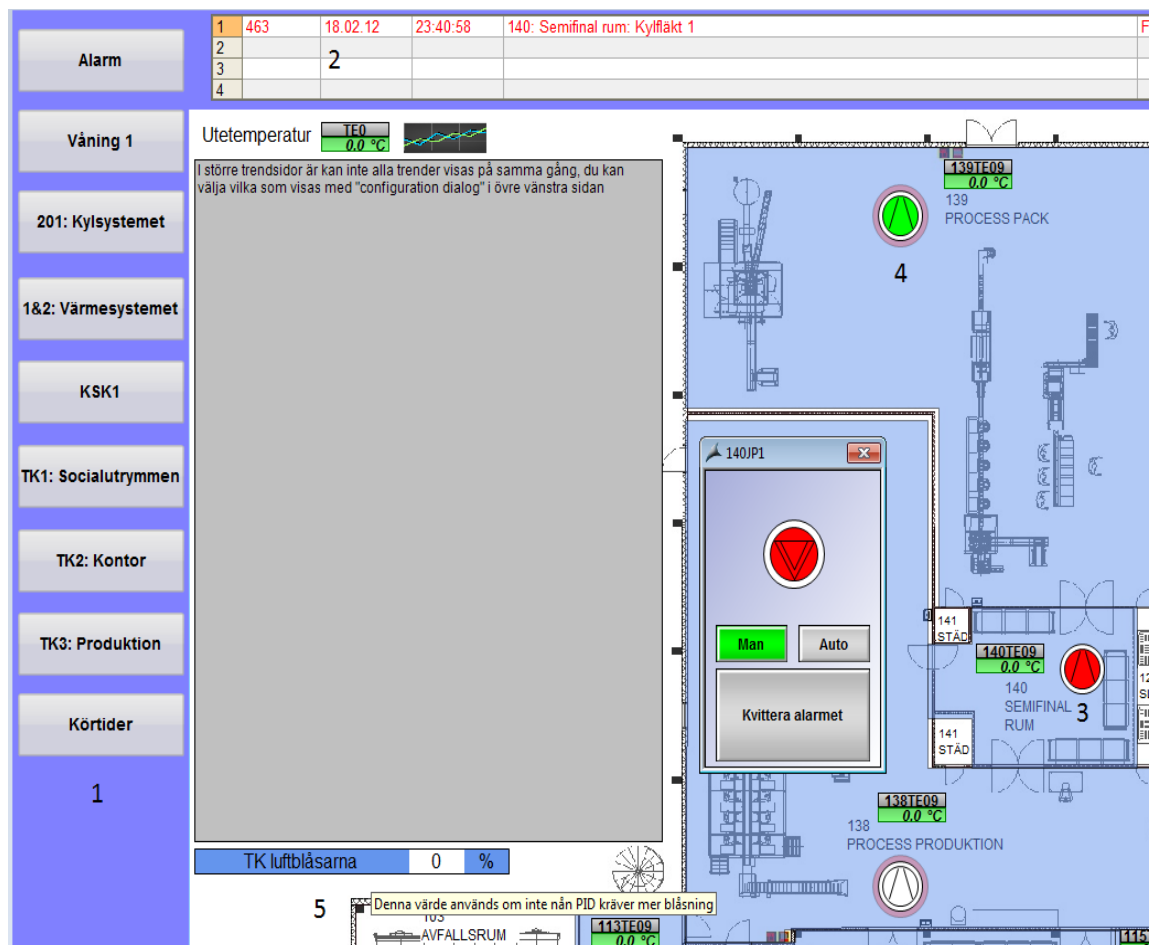 Alarm
Våning 1
201: Kylsystemet
1&2: Värmesystemet
KSK1
TK1: Socialutrymmen
TK2: Kontor
TK3: Produktion
Körtider
1
1 463 18.02.12 23:40:58 140: Semifinal rum: Kylfläkt 1 F
2
3
4
2
Utetemperatur
TE0
0.0 °C
I större trendsidor är kan inte alla trender visas på samma gång, du kan
välja vilka som visas med "configuration dialog" i övre vänstra sidan
TK luftblåsarna 0 %
5
Denna värde används om inte nån PID kräver mer blåsning
103
AVFALLSRUM
113TE09
0.0 °C
139TE09
0.0 °C
139
PROCESS PACK
4
140JP1
Man
Auto
Kvittera alarmet
141
STÄD
140TE09
0.0 °C
140
SEMIFINAL
RUM
3
141
STÄD
138TE09
0.0 °C
138
PROCESS PRODUKTION
115